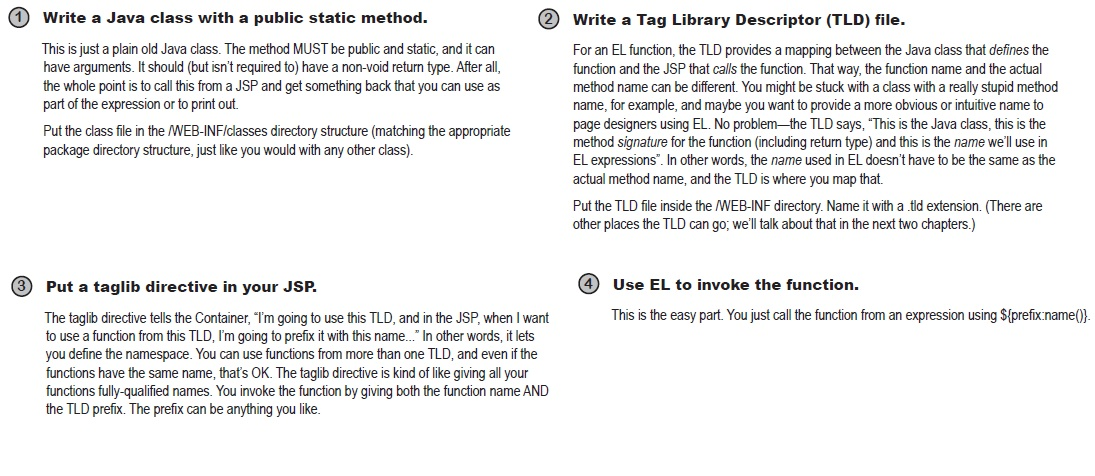 1 Write a Java class with a public static method.
This is just a plain old Java class. The method MUST be public and static, and it can
have arguments. It should (but isn't required to) have a non-void return type. After all,
the whole point is to call this from a JSP and get something back that you can use as
part of the expression or to print out.
Put the class file in the /WEB-INF/classes directory structure (matching the appropriate
package directory structure, just like you would with any other class).
2 Write a Tag Library Descriptor (TLD) file.
For an EL function, the TLD provides a mapping between the Java class that defines the
function and the JSP that calls the function. That way, the function name and the actual
method name can be different. You might be stuck with a class with a really stupid method
name, for example, and maybe you want to provide a more obvious or intuitive name to
page designers using EL. No problem—the TLD says, “This is the Java class, this is the
method signature for the function (including return type) and this is the name we'll use in
EL expressions”. In other words, the name used in EL doesn't have to be the same as the
actual method name, and the TLD is where you map that.
Put the TLD file inside the /WEB-INF directory. Name it with a .tld extension. (There are
other places the TLD can go; we'll talk about that in the next two chapters.)
3 Put a taglib directive in your JSP.
The taglib directive tells the Container, “I'm going to use this TLD, and in the JSP, when I want
to use a function from this TLD, I'm going to prefix it with this name...” In other words, it lets
you define the namespace. You can use functions from more than one TLD, and even if the
functions have the same name, that's OK. The taglib directive is kind of like giving all your
functions fully-qualified names. You invoke the function by giving both the function name AND
the TLD prefix. The prefix can be anything you like.
4 Use EL to invoke the function.
This is the easy part. You just call the function from an expression using ${prefix:name()}.